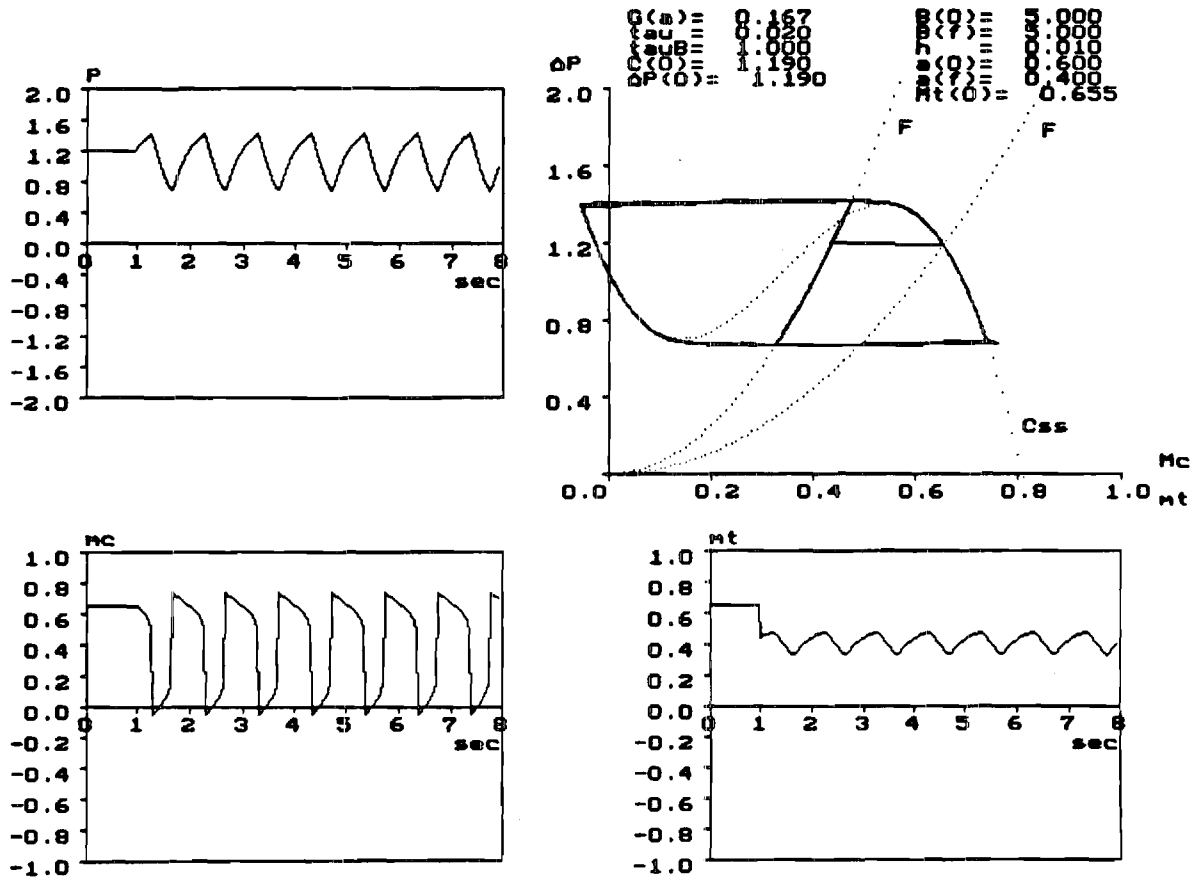 G(m)= 0.167 B(0)= 5.000
tau = 0.020 B(f)= 5.000
tauB= 1.000 h = 0.010
C(0)= 1.190 a(0)= 0.600
ΔP(0)= 1.190 a(f)= 0.400
Mt(0)= 0.655
P
2.0
1.6
1.2
0.8
0.4
0.0
-0.4
-0.8
-1.2
-1.6
-2.0
0 1 2 3 4 5 6 7 8
sec
ΔP
2.0
1.6
1.2
0.8
0.4
0.0 0.2 0.4 0.6 0.8 1.0
F
F
Css
Mc
mt
mc
1.0
0.8
0.6
0.4
0.2
0.0
-0.2
-0.4
-0.6
-0.8
-1.0
0 1 2 3 4 5 6 7 8
sec
mt
1.0
0.8
0.6
0.4
0.2
0.0
-0.2
-0.4
-0.6
-0.8
-1.0
0 1 2 3 4 5 6 7 8
sec